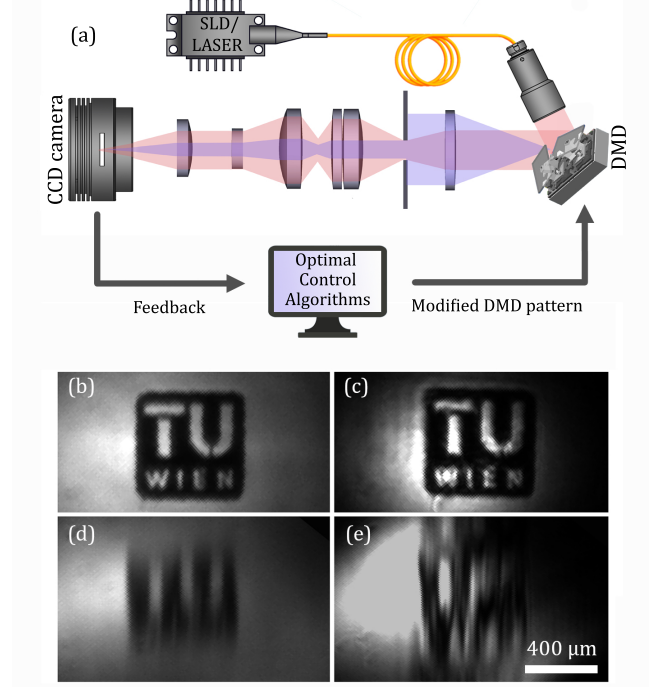 (a)
SLD/
LASER
CCD camera
DMD
Optimal
Control
Algorithms
Feedback
Modified DMD pattern
(b)
TU
WIEN
(c)
TU
WIEN
(d)
(e)
400 µm